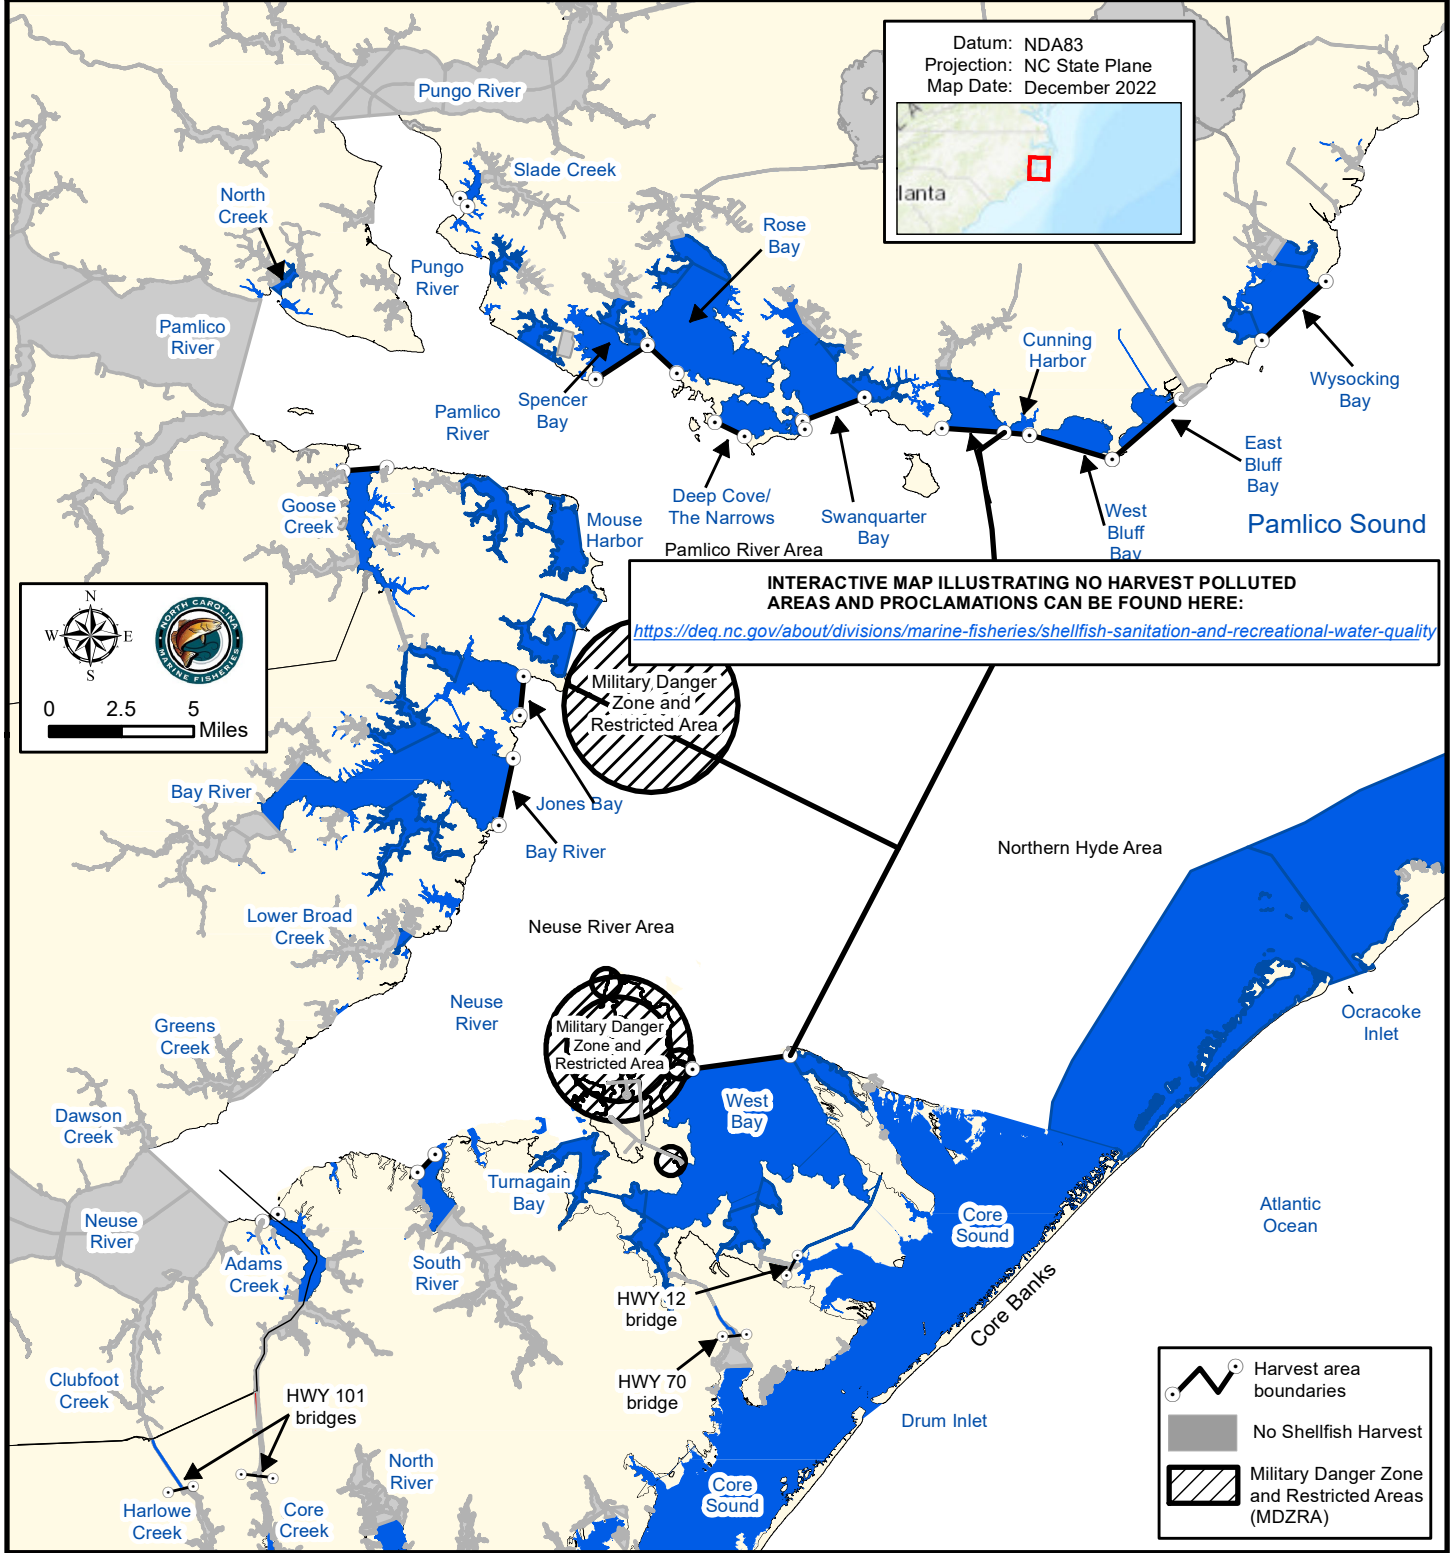 Datum: NDA83
Projection: NC State Plane
Map Date: December 2022
lanta
Pungo River
Slade Creek
North
Creek
Rose
Bay
Pungo
River
Pamlico
River
Cunning
Harbor
Wysocking
Bay
Spencer
Bay
Pamlico
River
East
Bluff
Bay
Deep Cove/
The Narrows
Swanquarter
Bay
West
Bluff
Bay
Pamlico Sound
Goose
Creek
Mouse
Harbor
Pamlico River Area
INTERACTIVE MAP ILLUSTRATING NO HARVEST POLLUTED
AREAS AND PROCLAMATIONS CAN BE FOUND HERE:
https://deq.nc.gov/about/divisions/marine-fisheries/shellfish-sanitation-and-recreational-water-quality
N
W E
S
NORTH CAROLINA
MARINE FISHERIES
0 2.5 5
Miles
Military Danger
Zone and
Restricted Area
Bay River
Jones Bay
Bay River
Northern Hyde Area
Lower Broad
Creek
Neuse River Area
Neuse
River
Military Danger
Zone and
Restricted Area
Greens
Creek
Ocracoke
Inlet
Dawson
Creek
West
Bay
Turnagain
Bay
Neuse
River
Adams
Creek
South
River
Core
Sound
Atlantic
Ocean
HWY 12
bridge
Core Banks
HWY 70
bridge
Clubfoot
Creek
HWY 101
bridges
Drum Inlet
North
River
Core
Sound
Harlowe
Creek
Core
Creek
Harvest area
boundaries
No Shellfish Harvest
Military Danger Zone
and Restricted Areas
(MDZRA)